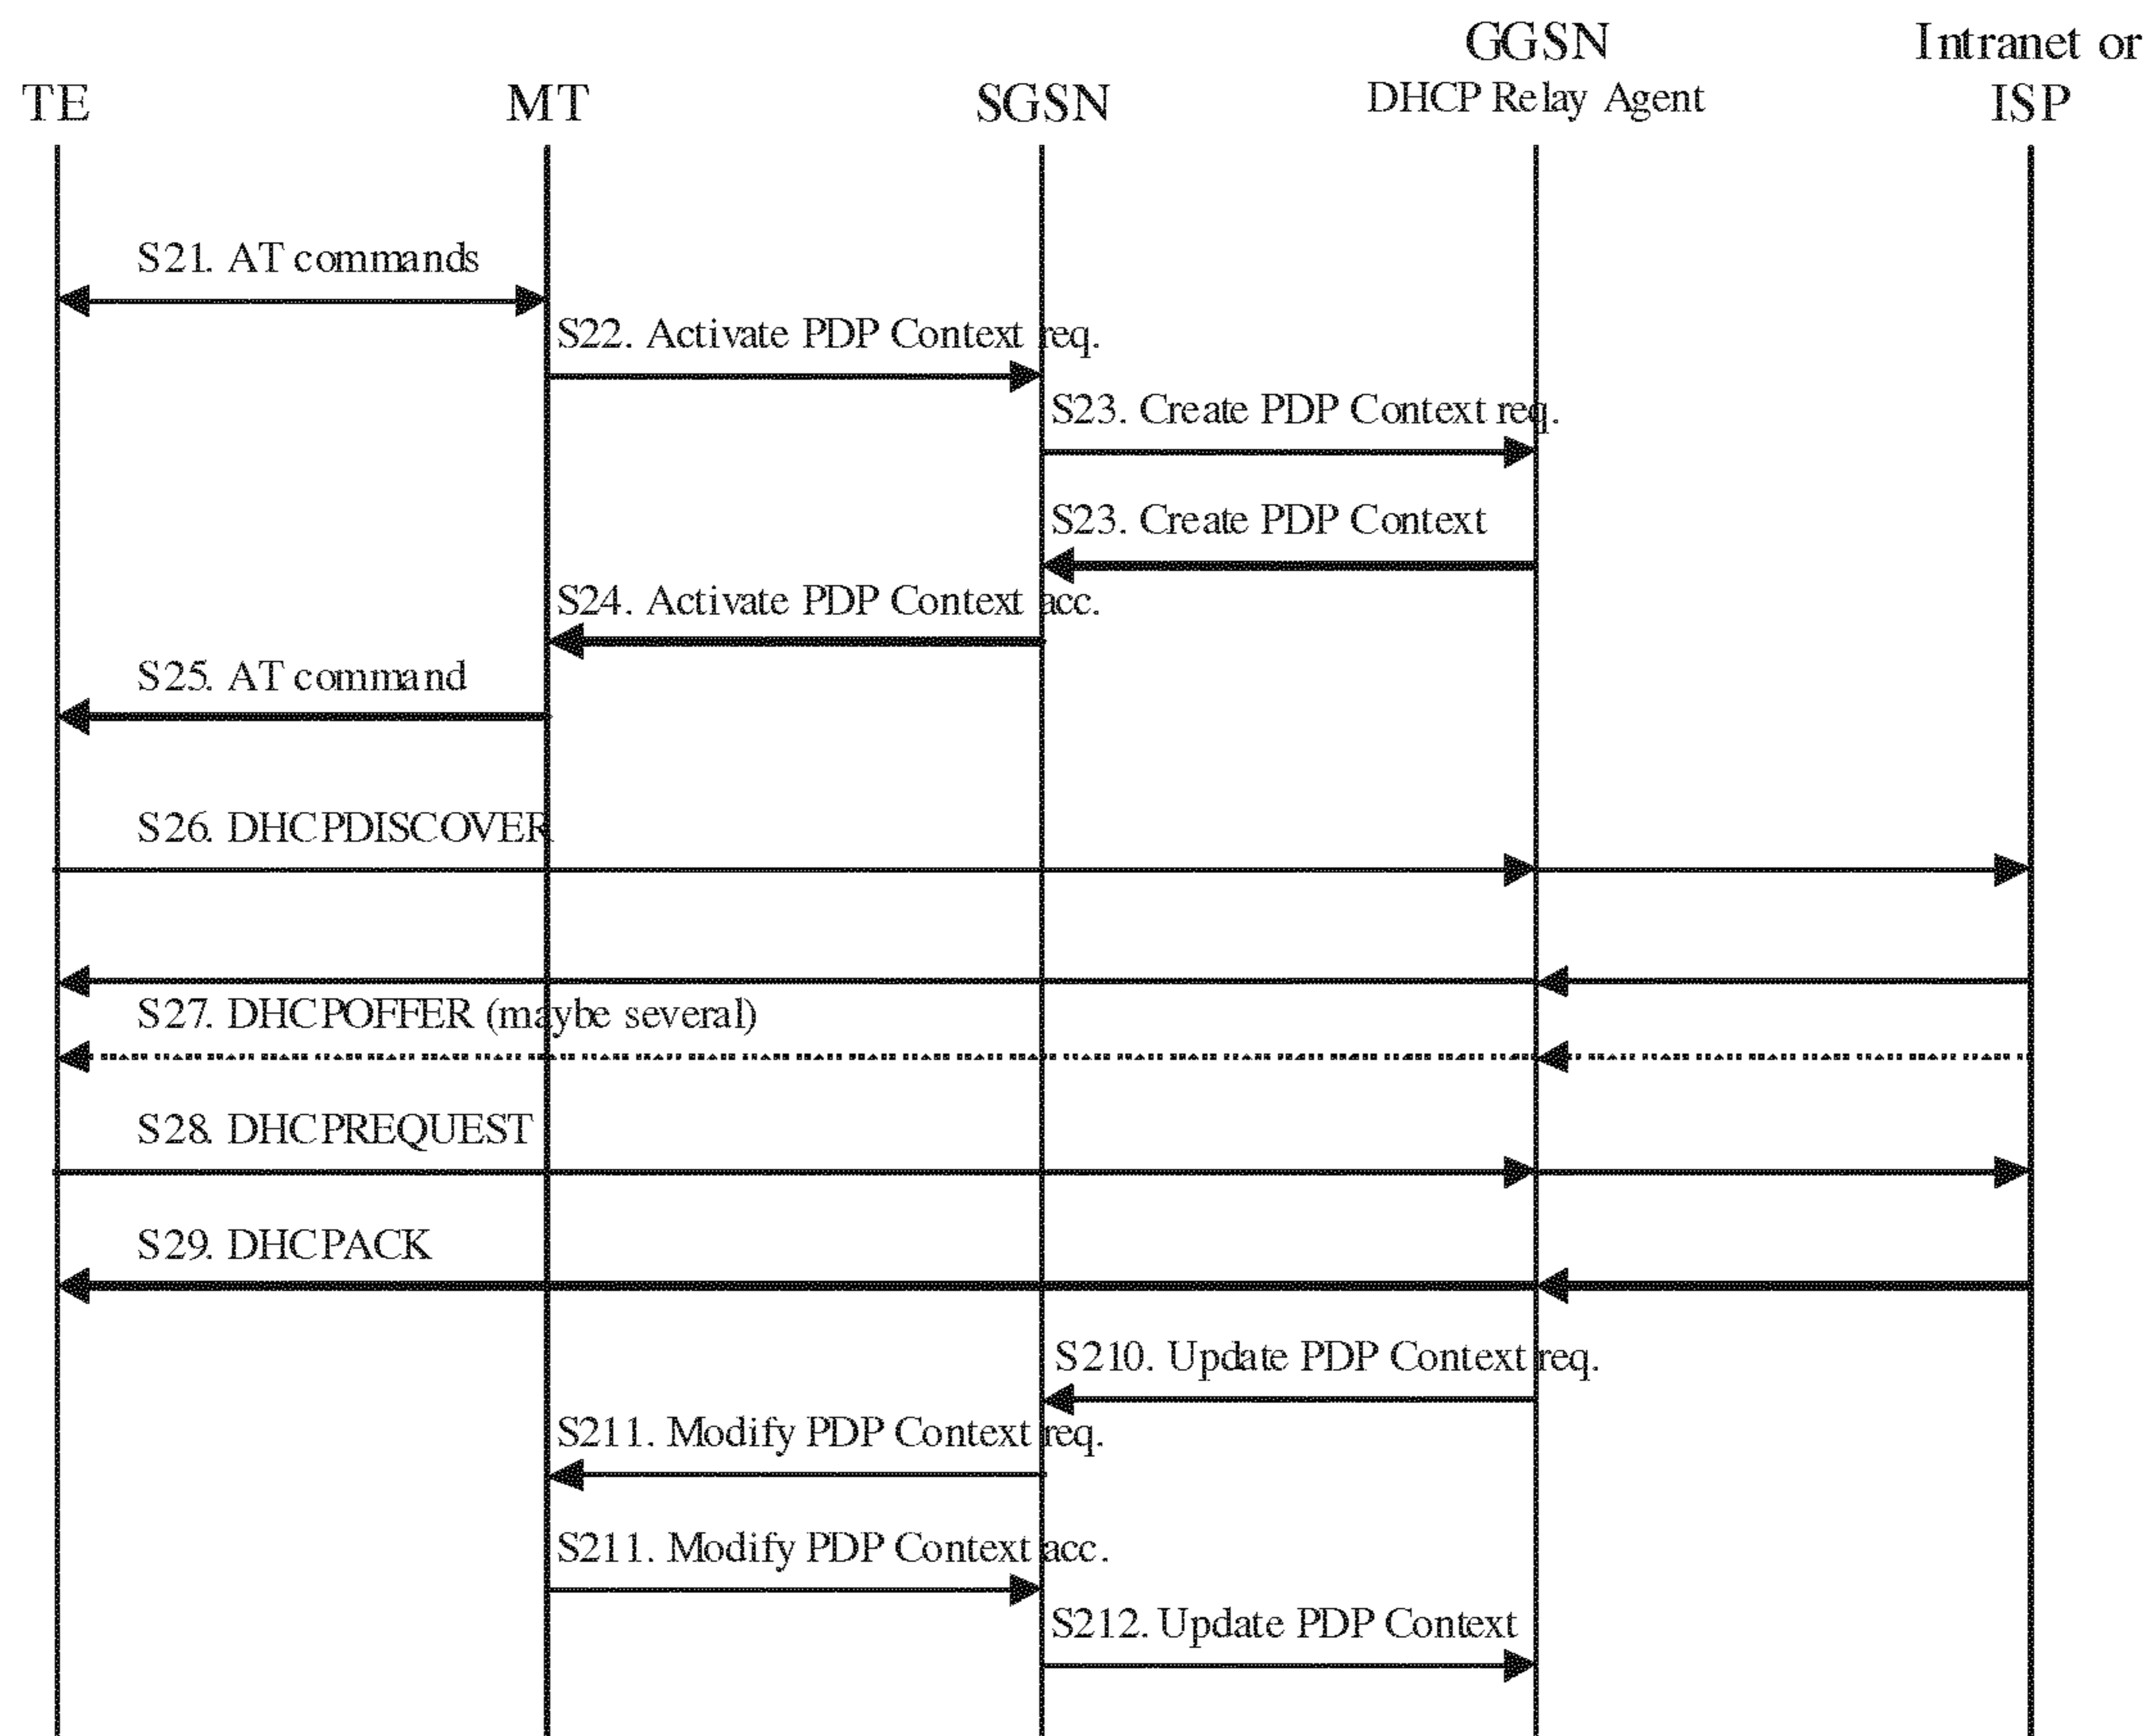 TE
MT
SGSN
GGSN
DHCP Relay Agent
Intranet or
ISP
S21. AT commands
S22. Activate PDP Context req.
S23. Create PDP Context req.
S23. Create PDP Context
S24. Activate PDP Context acc.
S25. AT command
S26. DHCPDISCOVER
S27. DHCPOFFER (maybe several)
S28. DHCPREQUEST
S29. DHCPACK
S210. Update PDP Context req.
S211. Modify PDP Context req.
S211. Modify PDP Context acc.
S212. Update PDP Context